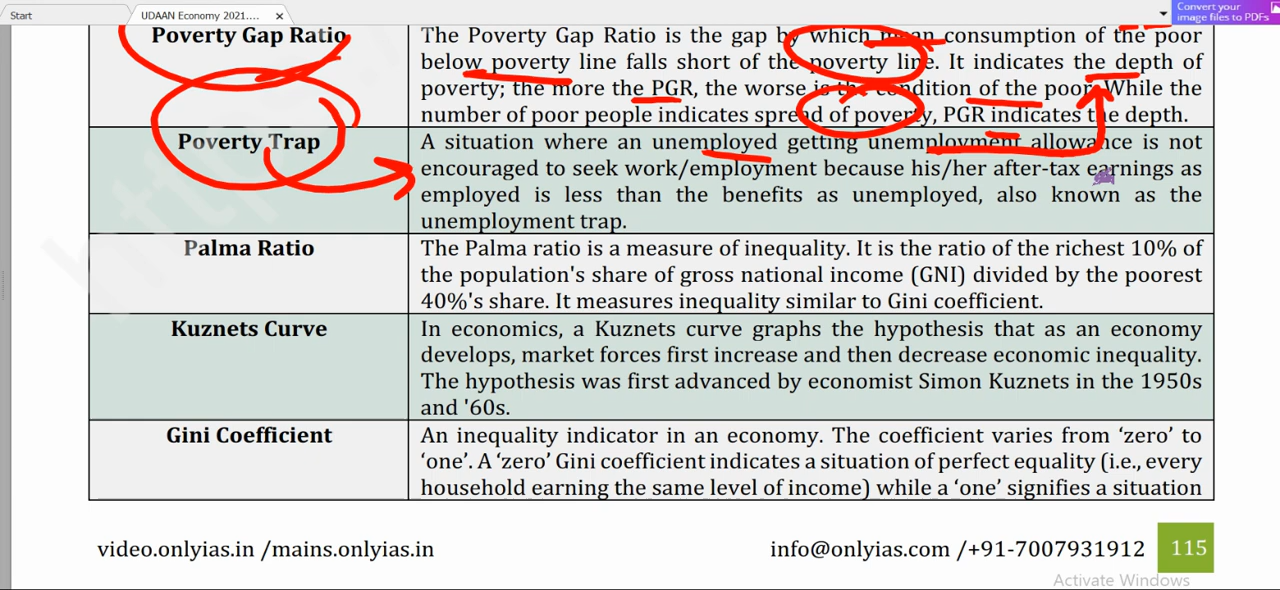 Start
UDAAN Economy 2021....
Convert your
image files to PDFs
Poverty Gap Ratio
The Poverty Gap Ratio is the gap by which mean consumption of the poor
below poverty line falls short of the poverty line. It indicates the depth of
poverty; the more the PGR, the worse is the condition of the poor. While the
number of poor people indicates spread of poverty, PGR indicates the depth.
Poverty Trap
A situation where an unemployed getting unemployment allowance is not
encouraged to seek work/employment because his/her after-tax earnings as
employed is less than the benefits as unemployed, also known as the
unemployment trap.
Palma Ratio
The Palma ratio is a measure of inequality. It is the ratio of the richest 10% of
the population's share of gross national income (GNI) divided by the poorest
40%'s share. It measures inequality similar to Gini coefficient.
Kuznets Curve
In economics, a Kuznets curve graphs the hypothesis that as an economy
develops, market forces first increase and then decrease economic inequality.
The hypothesis was first advanced by economist Simon Kuznets in the 1950s
and '60s.
Gini Coefficient
An inequality indicator in an economy. The coefficient varies from ‘zero’ to
‘one’. A ‘zero’ Gini coefficient indicates a situation of perfect equality (i.e., every
household earning the same level of income) while a ‘one’ signifies a situation
video.onlyias.in /mains.onlyias.in
info@onlyias.com /+91-7007931912
115
Activate Windows